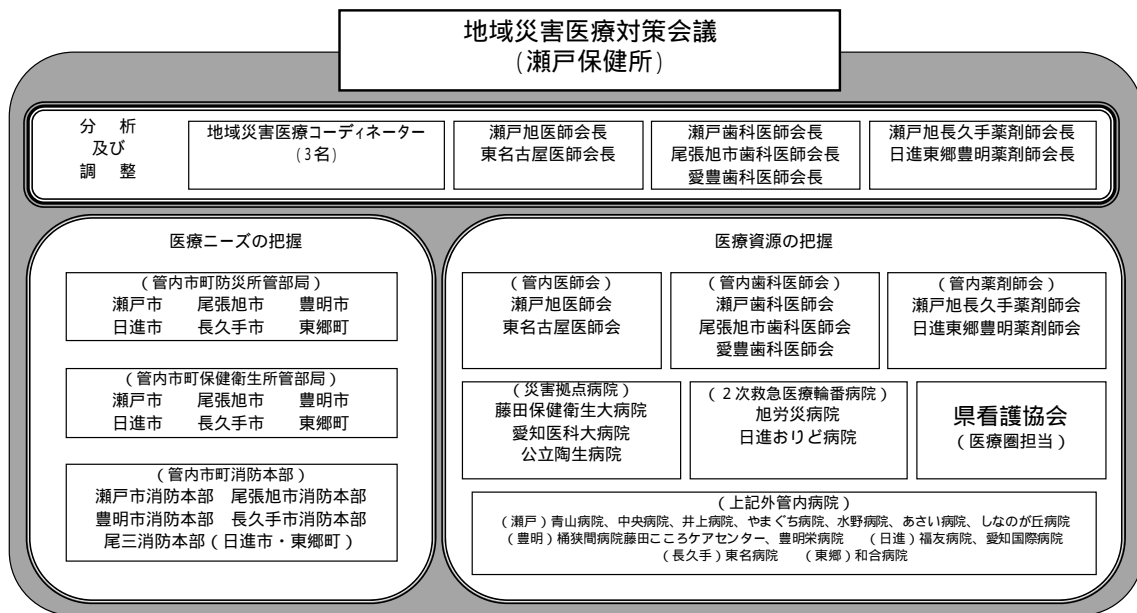 地域災害医療対策会議
(瀬戸保健所)
分　析
及び
調　整
地域災害医療コーディネーター
(3名)
瀬戸旭医師会長
東名古屋医師会長
瀬戸歯科医師会長
尾張旭市歯科医師会長
愛豊歯科医師会長
瀬戸旭長久手薬剤師会長
日進東郷豊明薬剤師会長
医療ニーズの把握
(管内市町防災所管部局)
瀬戸市　尾張旭市　豊明市
日進市　長久手市　東郷町
(管内市町保健衛生所管部局)
瀬戸市　尾張旭市　豊明市
日進市　長久手市　東郷町
(管内市町消防本部)
瀬戸市消防本部　尾張旭市消防本部
豊明市消防本部　長久手市消防本部
尾三消防本部(日進市・東郷町)
医療資源の把握
(管内医師会)
瀬戸旭医師会
東名古屋医師会
(管内歯科医師会)
瀬戸歯科医師会
尾張旭市歯科医師会
愛豊歯科医師会
(管内薬剤師会)
瀬戸旭長久手薬剤師会
日進東郷豊明薬剤師会
(災害拠点病院)
藤田保健衛生大病院
愛知医科大病院
公立陶生病院
(2次救急医療輪番病院)
旭労災病院
日進おりど病院
県看護協会
(医療圏担当)
(上記外管内病院)
(瀬戸)青山病院、中央病院、井上病院、やまぐち病院、水野病院、あさい病院、しなのが丘病院
(豊明)桶狭間病院藤田こころケアセンター、豊明栄病院　(日進)福友病院、愛知国際病院
(長久手)東名病院　(東郷)和合病院